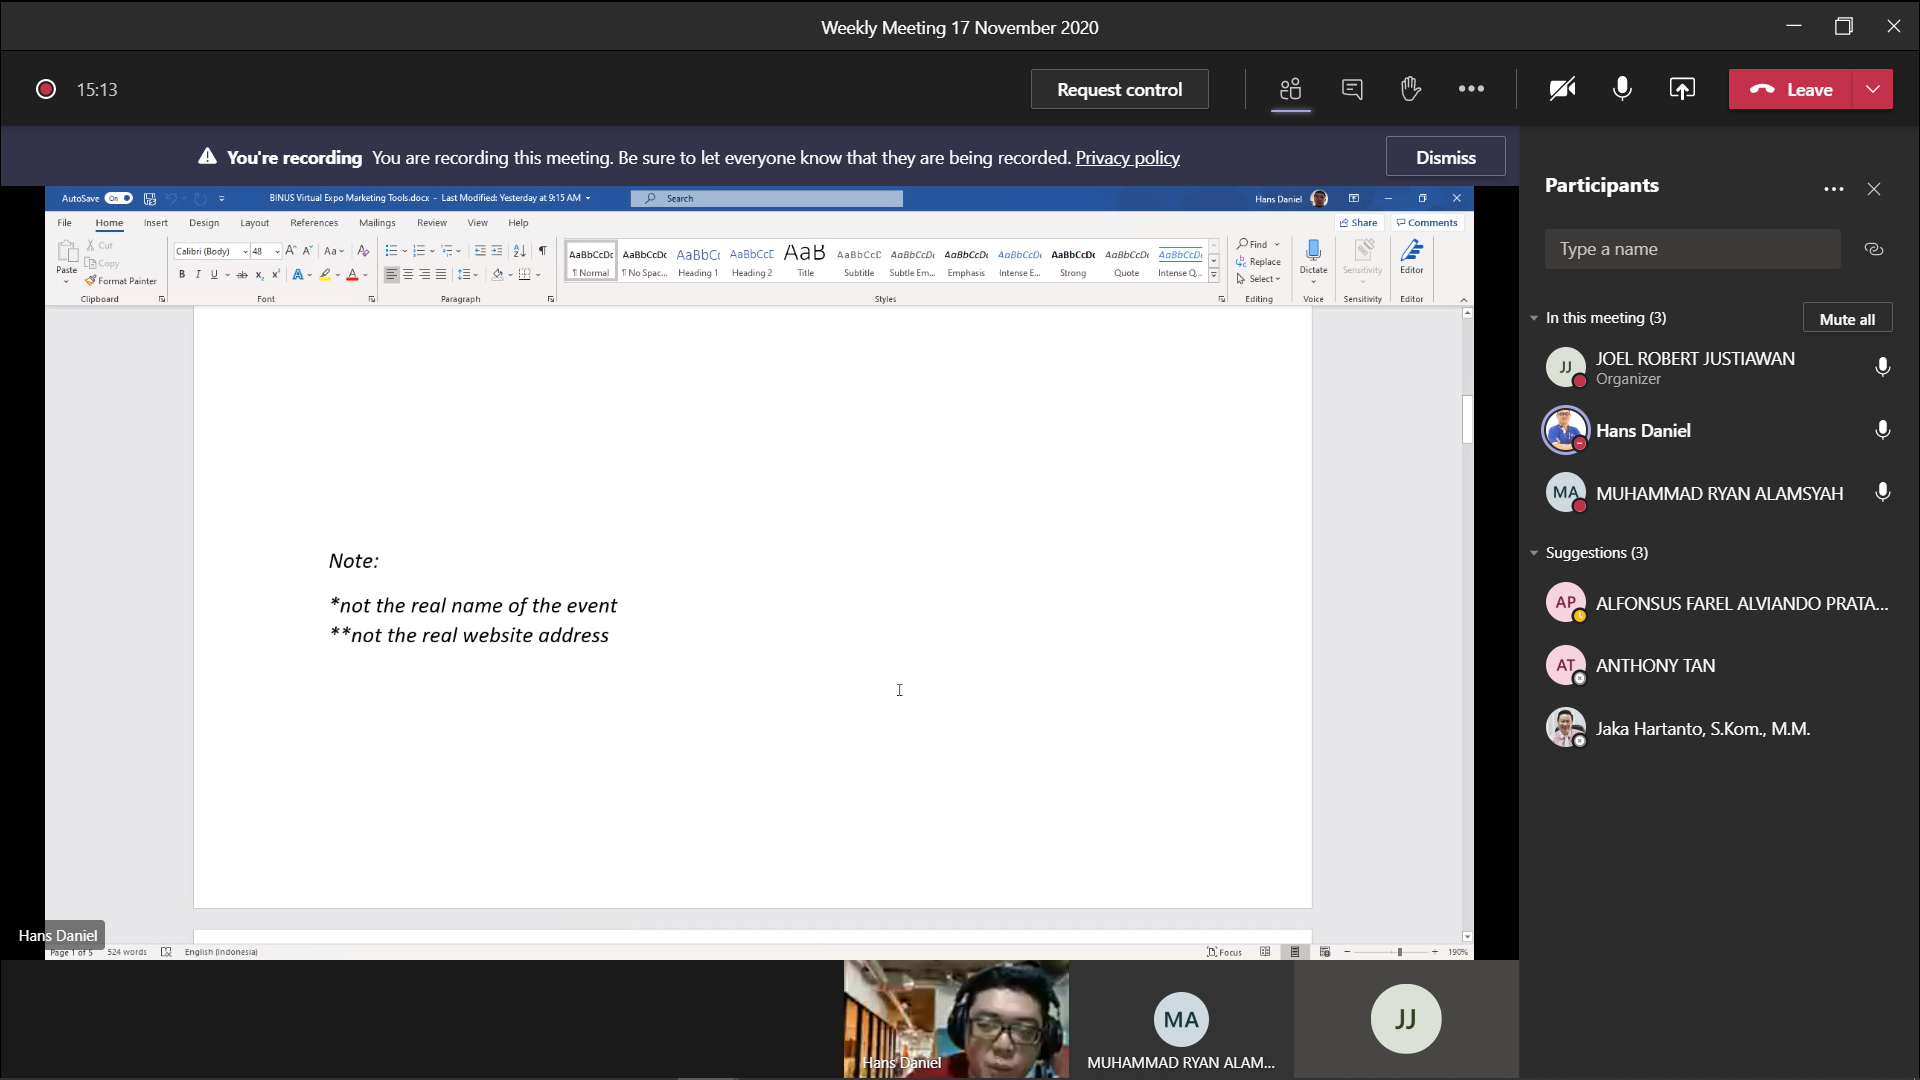 Weekly Meeting 17 November 2020
15:13
Request control
Leave
You're recording You are recording this meeting. Be sure to let everyone know that they are being recorded. Privacy policy
Dismiss
AutoSave On
BINUS Virtual Expo Marketing Tools.docx - Last Modified: Yesterday at 9:15 AM
Search
Hans Daniel
File Home Insert Design Layout References Mailings Review View Help
Share Comments
Paste
Cut
Copy
Format Painter
Clipboard
Calibri (Body) 48
Font
Paragraph
AaBbCcDc AaBbCcDc AaBbCc AaBbCcD AaB AaBbCcD AaBbCcDc AaBbCcDc AaBbCcDc AaBbCcDc AaBbCcDc AaBbCcDc
¶ Normal ¶ No Spac... Heading 1 Heading 2 Title Subtitle Subtle Em... Emphasis Intense E... Strong Quote Intense Q...
Styles
Find
Replace
Select
Editing
Dictate
Voice
Sensitivity
Sensitivity
Editor
Editor
Note:
*not the real name of the event
**not the real website address
Hans Daniel
Page 1 of 5 524 words English (Indonesia)
Focus
190%
Hans Daniel
MA
MUHAMMAD RYAN ALAM...
JJ
Participants
Type a name
In this meeting (3)
Mute all
JJ
JOEL ROBERT JUSTIAWAN
Organizer
Hans Daniel
MA
MUHAMMAD RYAN ALAMSYAH
Suggestions (3)
AP
ALFONSUS FAREL ALVIANDO PRATA...
AT
ANTHONY TAN
Jaka Hartanto, S.Kom., M.M.